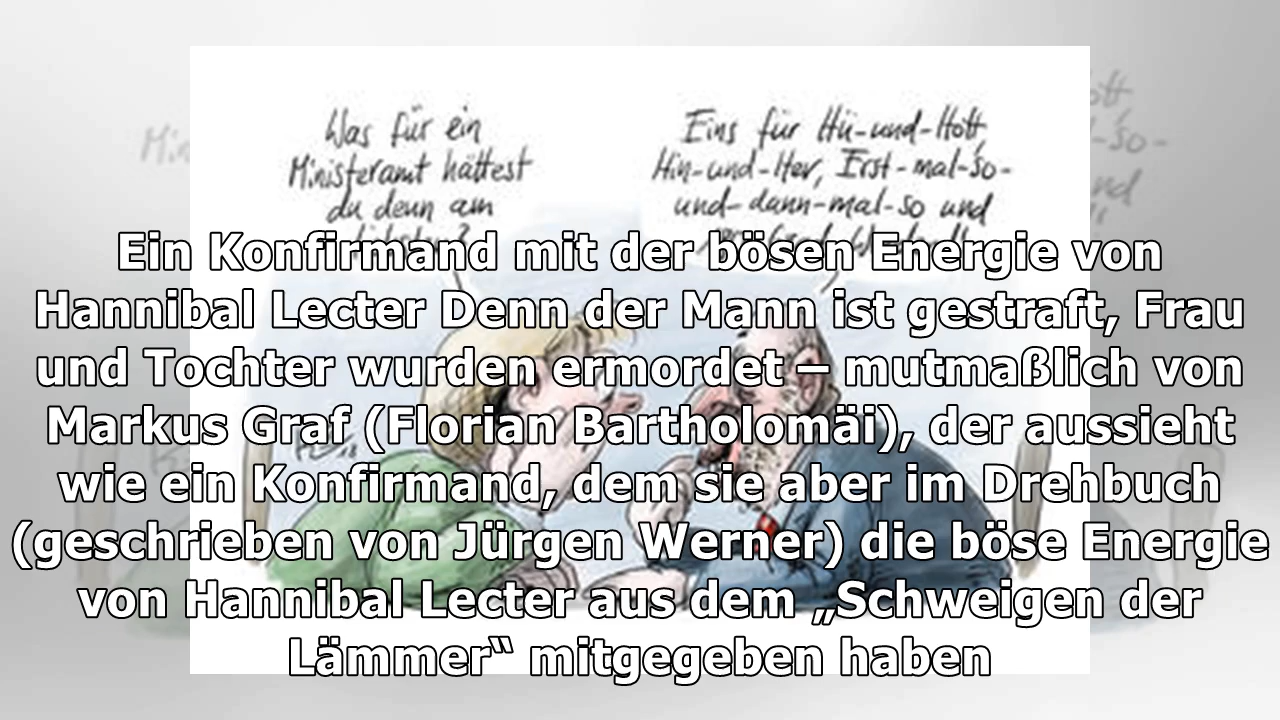 Was für ein
Ministeramt hättest
du denn am
Eins für Hü-und-Hott,
Hin-und-Her, Erst-mal-so-
und-dann-mal-so und
Ein Konfirmand mit der bösen Energie von
Hannibal Lecter Denn der Mann ist gestraft, Frau
und Tochter wurden ermordet – mutmaßlich von
Markus Graf (Florian Bartholomäi), der aussieht
wie ein Konfirmand, dem sie aber im Drehbuch
(geschrieben von Jürgen Werner) die böse Energie
von Hannibal Lecter aus dem „Schweigen der
Lämmer“ mitgegeben haben